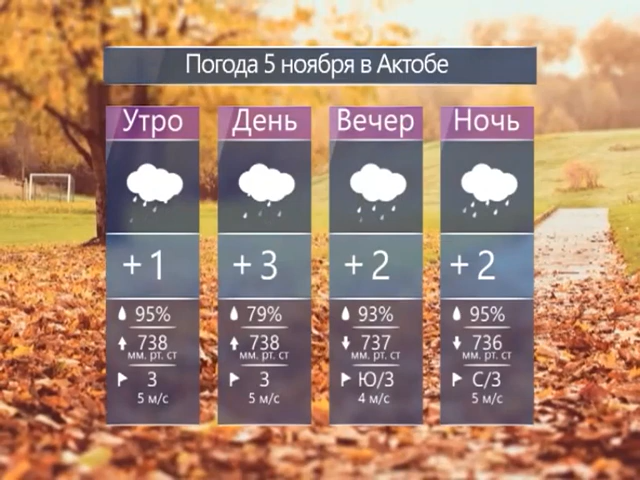 Погода 5 ноября в Актобе
Утро День Вечер Ночь
+1 +3 +2 +2
95% 79% 93% 95%
738 738 737 736
мм. рт. ст мм. рт. ст мм. рт. ст мм. рт. ст
З З Ю/З С/З
5 м/с 5 м/с 4 м/с 5 м/с